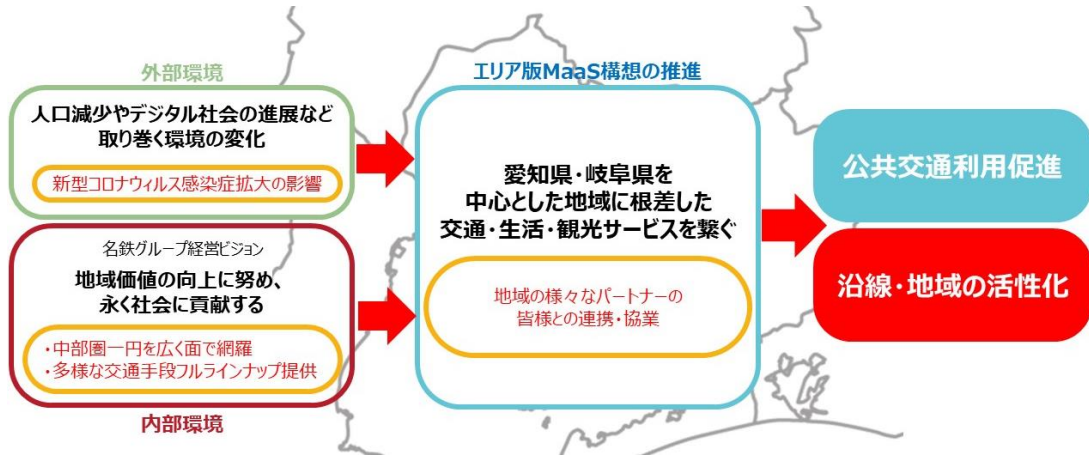 外部環境
人口減少やデジタル社会の進展など
取り巻く環境の変化
新型コロナウィルス感染症拡大の影響
名鉄グループ経営ビジョン
地域価値の向上に努め、
永く社会に貢献する
・中部圏一円を広く面で網羅
・多様な交通手段フルラインナップ提供
内部環境
エリア版MaaS構想の推進
愛知県・岐阜県を
中心とした地域に根差した
交通・生活・観光サービスを繋ぐ
地域の様々なパートナーの
皆様との連携・協業
公共交通利用促進
沿線・地域の活性化